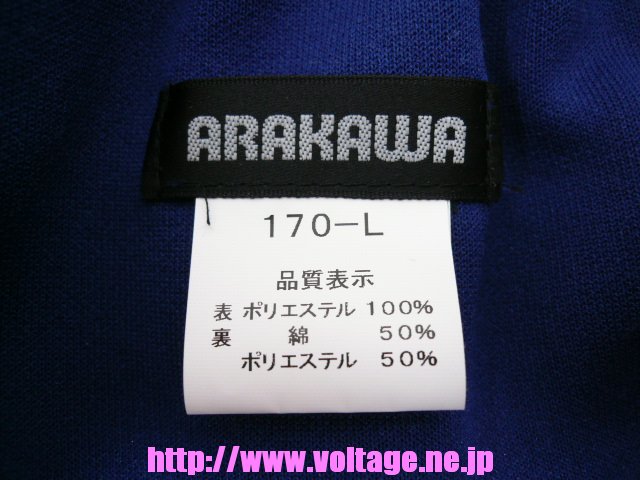 ARAKAWA
170-L
品質表示
表 ポリエステル 100%
裏 綿 50%
ポリエステル 50%
http://www.voltage.ne.jp